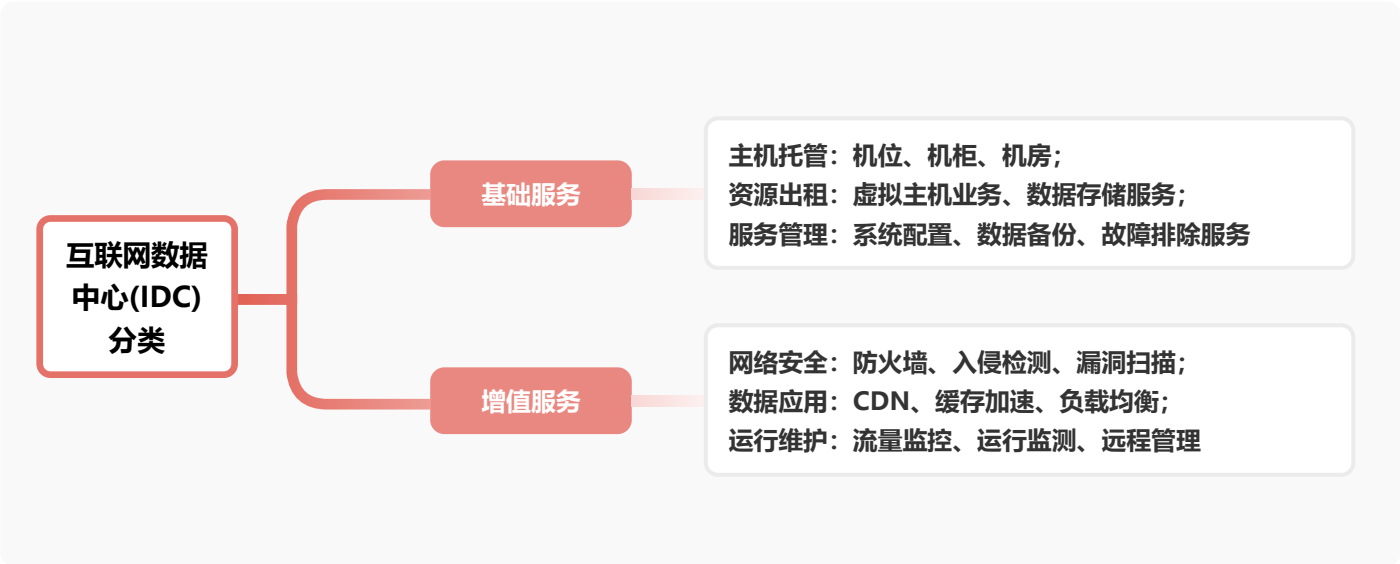 互联网数据
中心(IDC)
分类
基础服务
主机托管：机位、机柜、机房；
资源出租：虚拟主机业务、数据存储服务；
服务管理：系统配置、数据备份、故障排除服务
增值服务
网络安全：防火墙、入侵检测、漏洞扫描；
数据应用：CDN、缓存加速、负载均衡；
运行维护：流量监控、运行监测、远程管理